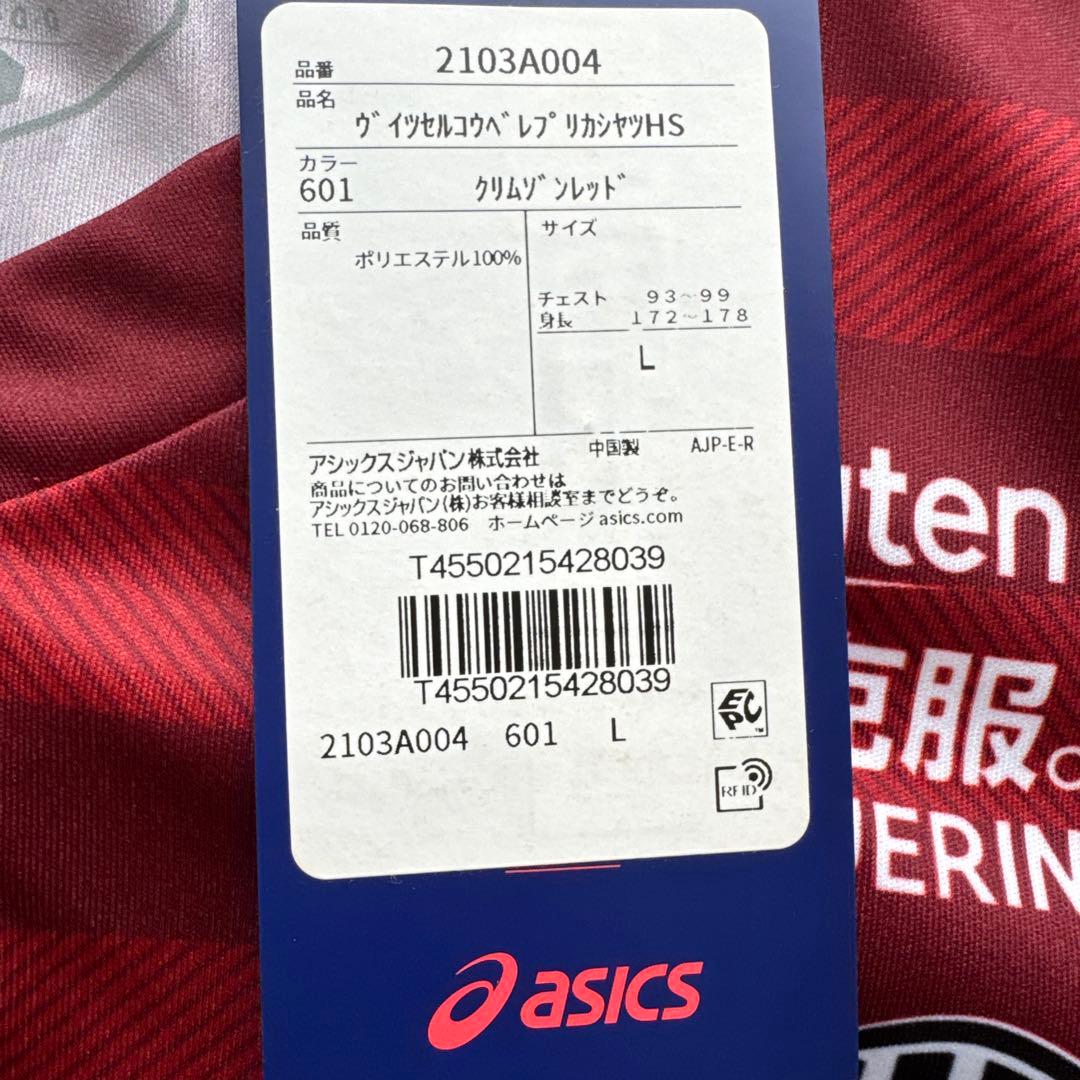 品番 2103A004
品名
ヴイツセルコウベレプリカシヤツHS
カラー
601 クリムゾンレッド
品質
ポリエステル100%
サイズ
チェスト 93~99
身長 172~178
L
アシックスジャパン株式会社 中国製 AJP-E-R
商品についてのお問い合わせは
アシックスジャパン(株)お客様相談室までどうぞ。
TEL 0120-068-806 ホームページ asics.com
T4550215428039
T4550215428039
2103A004 601 L
EPC
TM
RFID
asics
ten
服。
ERIN